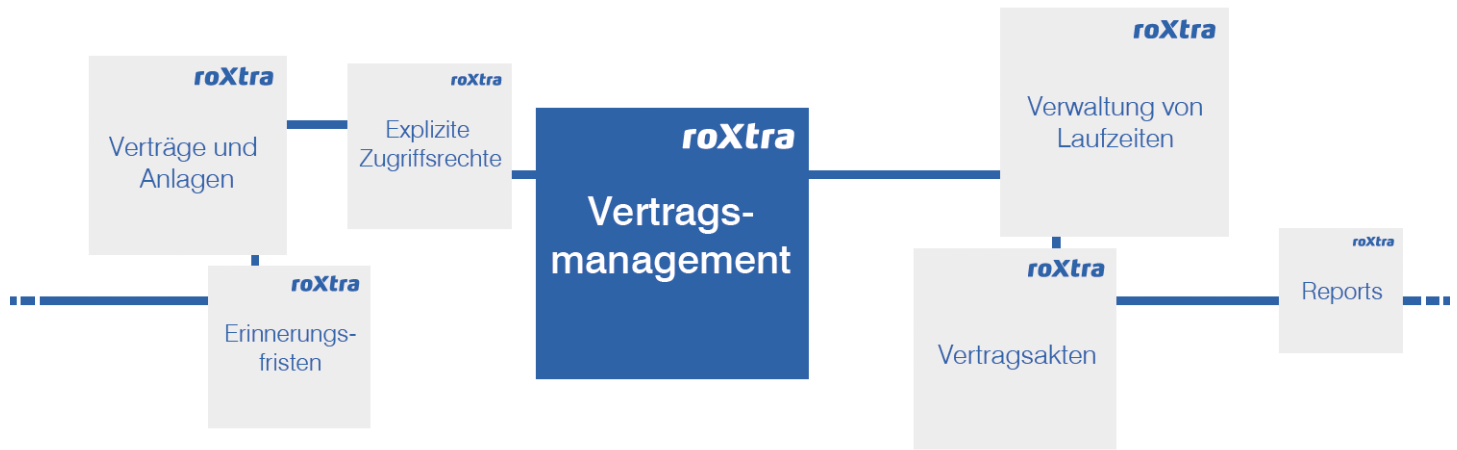 roXtra
Verträge und
Anlagen
roXtra
Explizite
Zugriffsrechte
roXtra
Erinnerungs-
fristen
roXtra
Vertrags-
management
roXtra
Verwaltung von
Laufzeiten
roXtra
Vertragsakten
roXtra
Reports